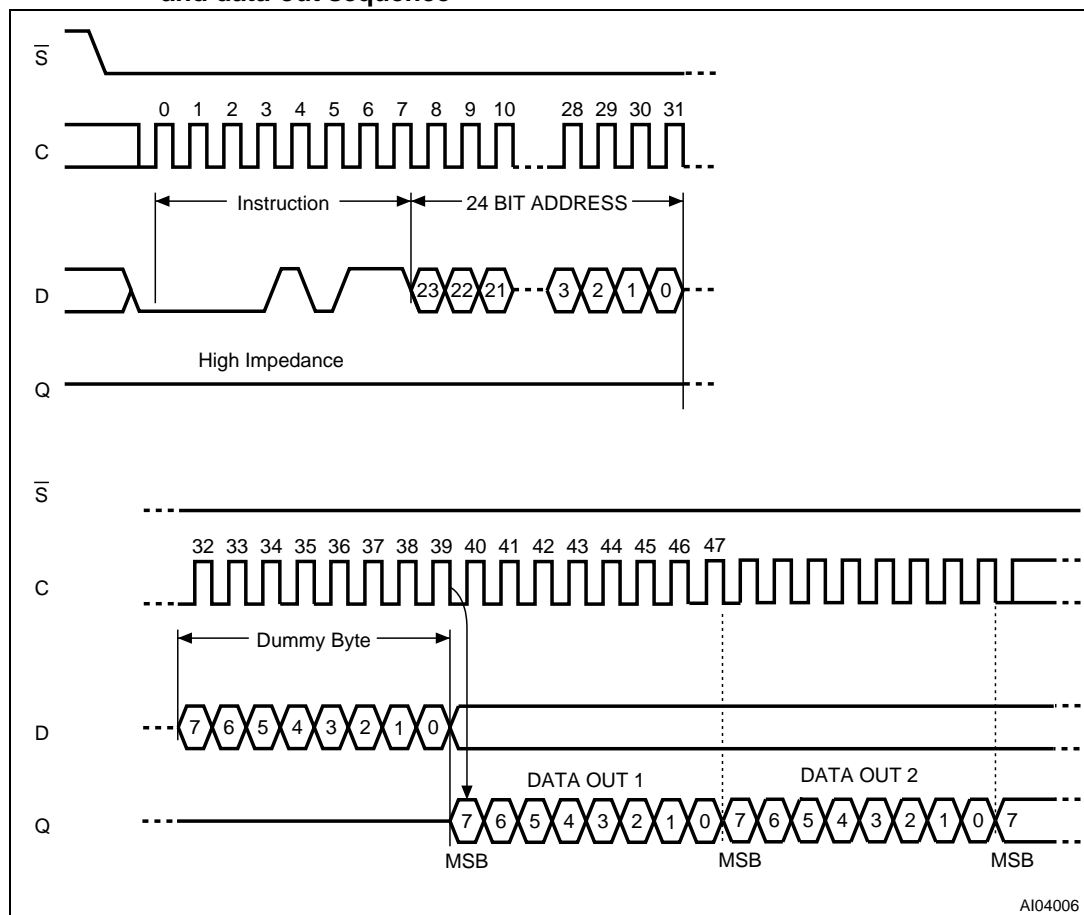 and data-out sequence
S
0 1 2 3 4 5 6 7 8 9 10 28 29 30 31
C
Instruction 24 BIT ADDRESS
D 23 22 21 3 2 1 0
High Impedance
Q
S
32 33 34 35 36 37 38 39 40 41 42 43 44 45 46 47
C
Dummy Byte
D 7 6 5 4 3 2 1 0
DATA OUT 1 DATA OUT 2
Q 7 6 5 4 3 2 1 0 7 6 5 4 3 2 1 0 7
MSB MSB MSB
AI04006